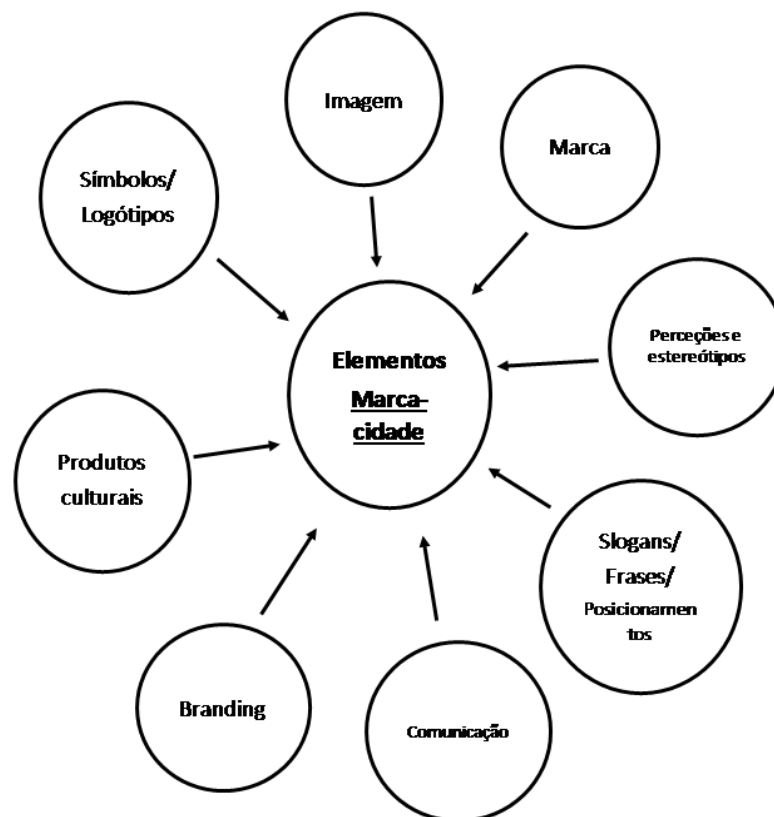 Imagem
Marca
Símbolos/
Logótipos
Perceções e
estereótipos
Elementos
Marca-
cidade
Produtos
culturais
Slogans/
Frases/
Posicionamen
tos
Branding
Comunicação